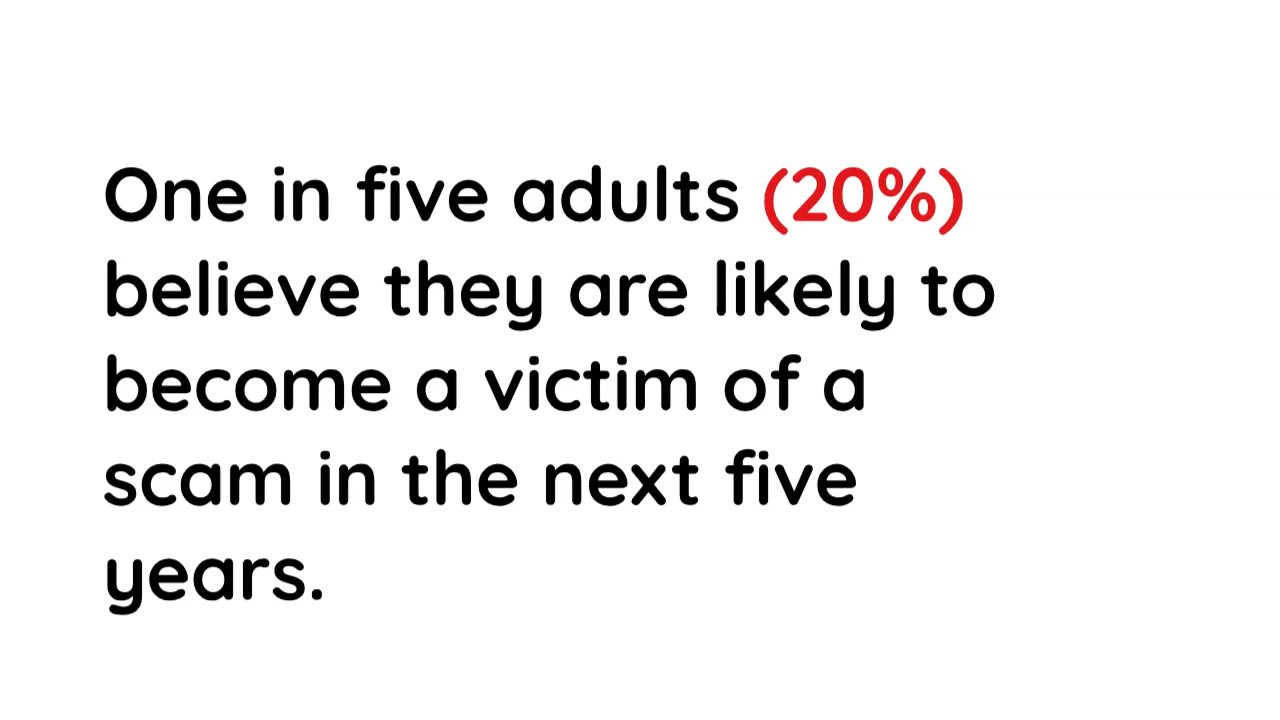 One in five adults (20%)
believe they are likely to
become a victim of a
scam in the next five
years.